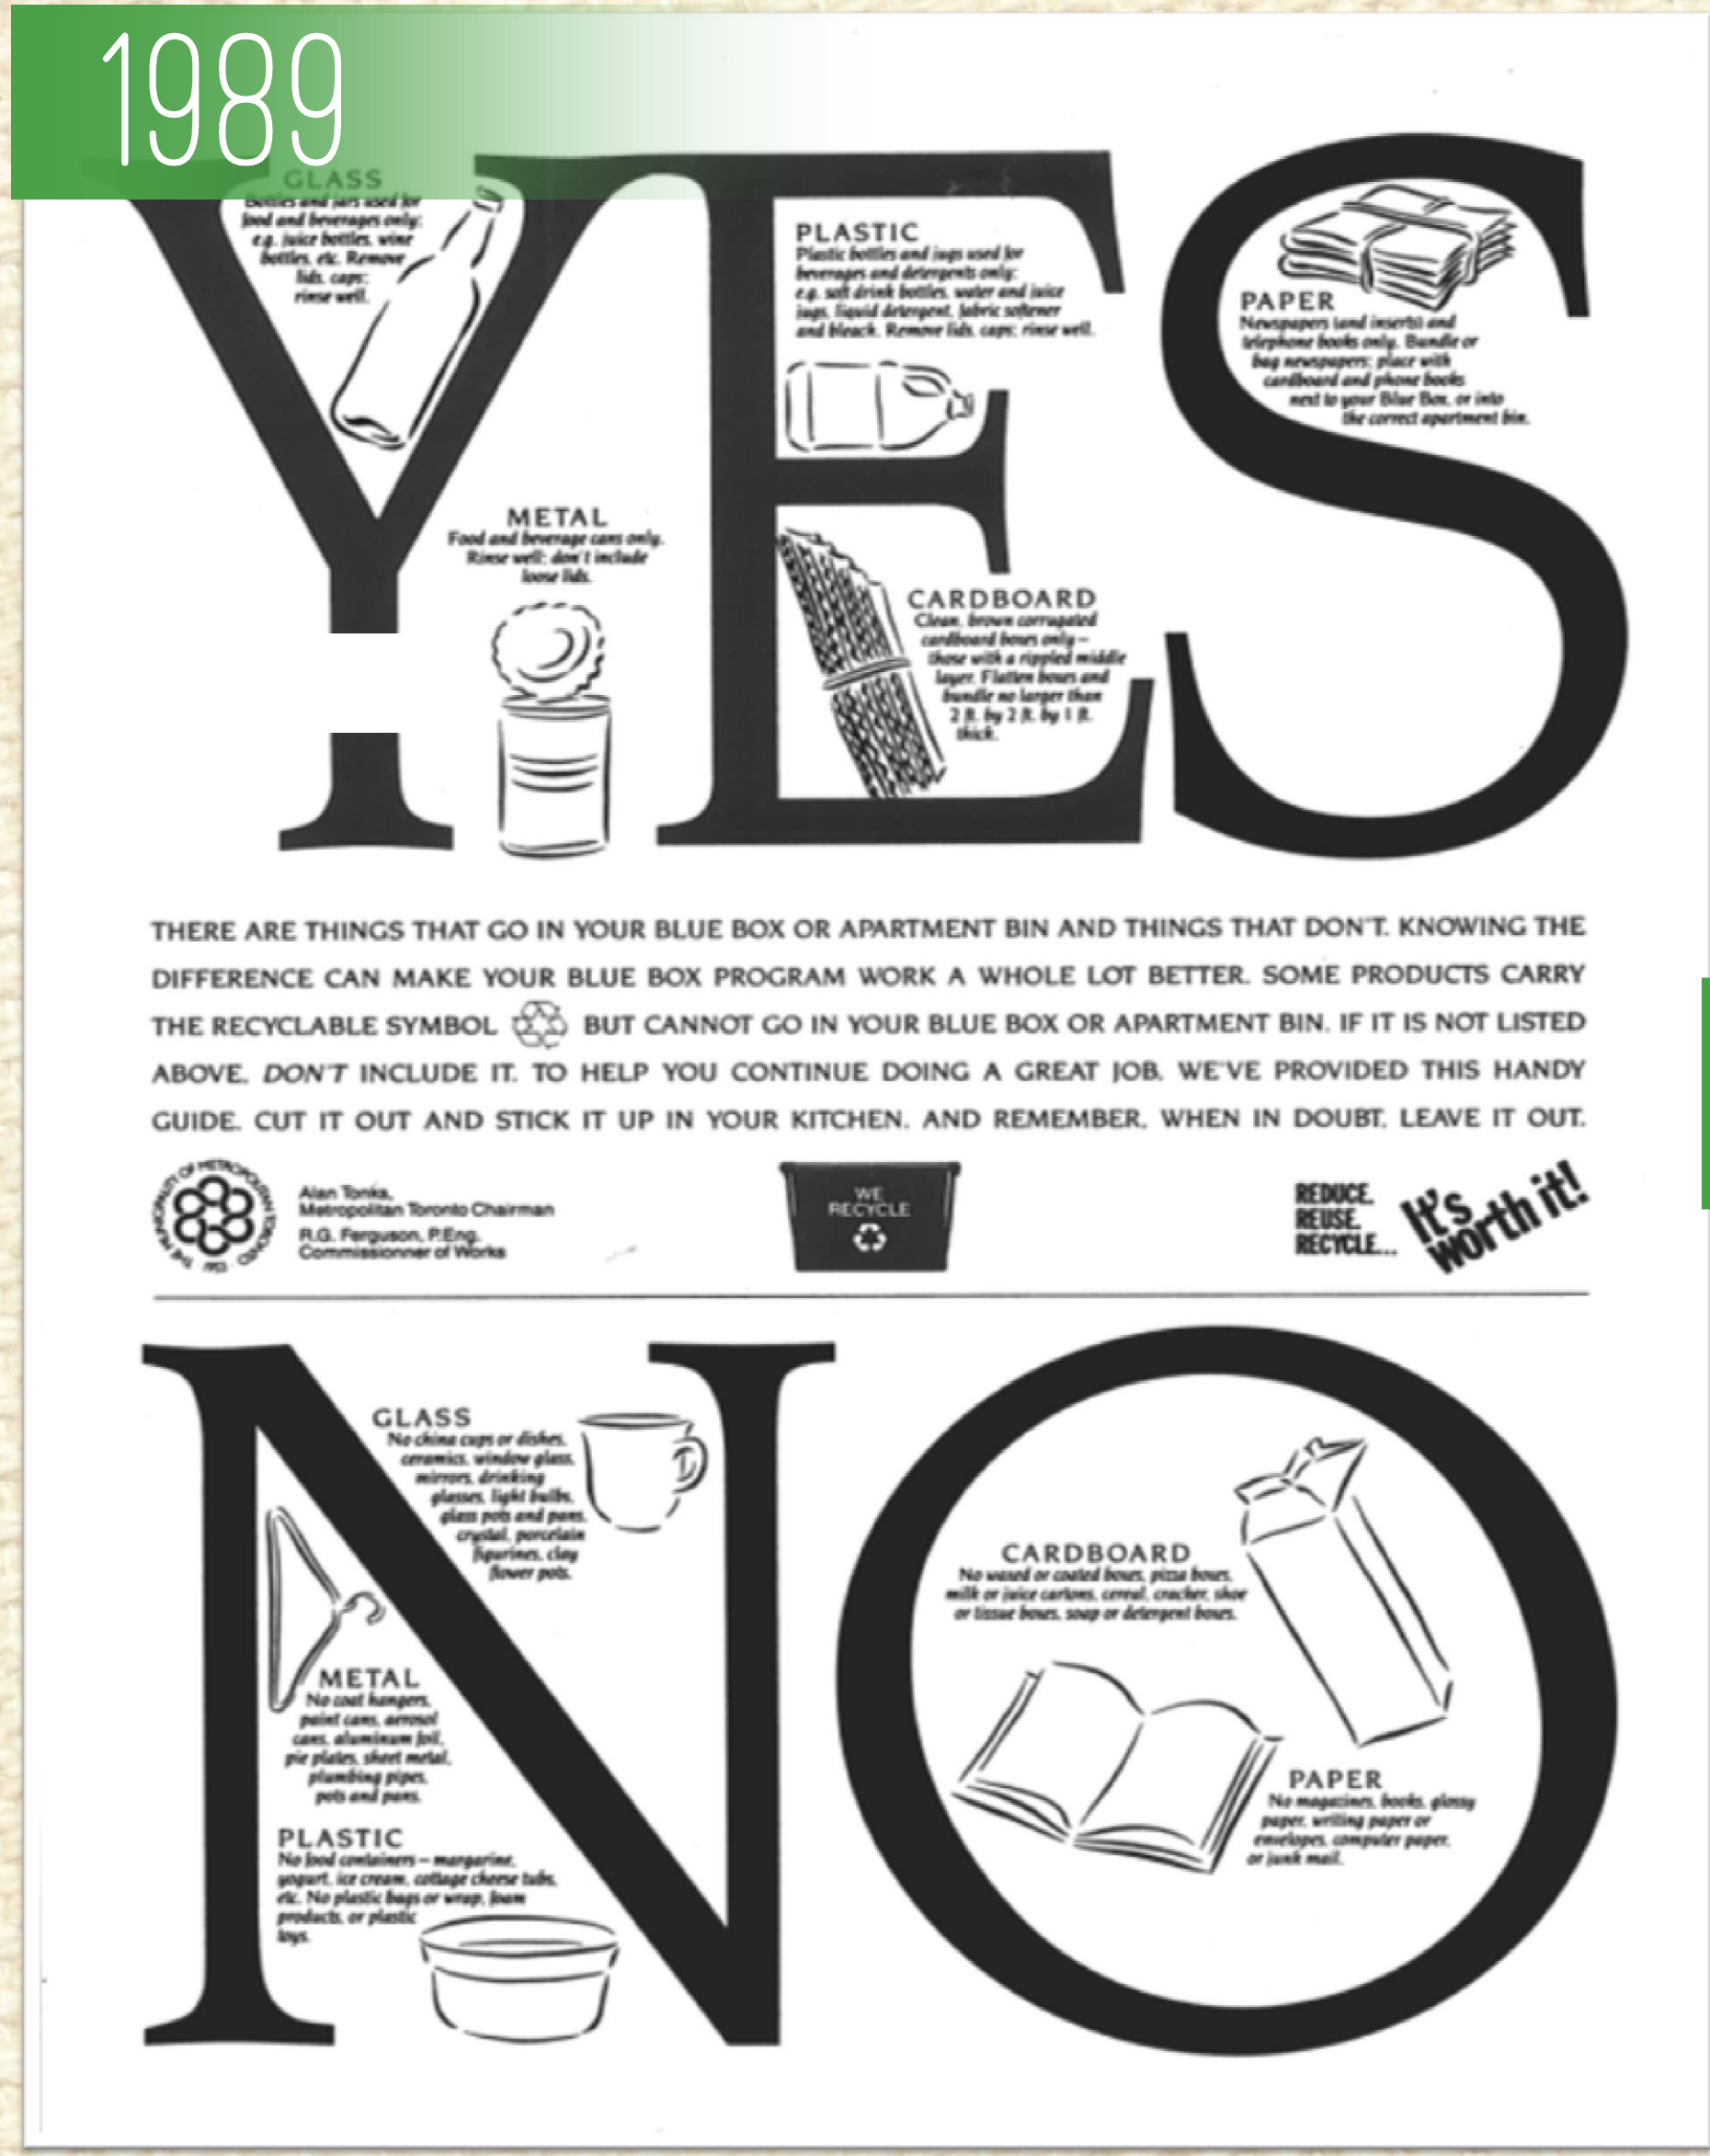 1989
YES
GLASS
Bottles and jars used for
food and beverages only:
e.g. juice bottles, wine
bottles, etc. Remove
lids, caps;
rinse well.
METAL
Food and beverage cans only.
Rinse well; don't include
loose lids.
PLASTIC
Plastic bottles and jugs used for
beverages and detergents only:
e.g. soft drink bottles, water and juice
jugs, liquid detergent, fabric softener
and bleach. Remove lids, caps; rinse well.
CARDBOARD
Clean, brown corrugated
cardboard boxes only –
those with a rippled middle
layer. Flatten boxes and
bundle no larger than
2 ft. by 2 ft. by 1 ft.
thick.
PAPER
Newspapers (and inserts) and
telephone books only. Bundle or
bag newspapers; place with
cardboard and phone books
next to your Blue Box, or into
the correct apartment bin.
THERE ARE THINGS THAT GO IN YOUR BLUE BOX OR APARTMENT BIN AND THINGS THAT DON'T. KNOWING THE
DIFFERENCE CAN MAKE YOUR BLUE BOX PROGRAM WORK A WHOLE LOT BETTER. SOME PRODUCTS CARRY
THE RECYCLABLE SYMBOL BUT CANNOT GO IN YOUR BLUE BOX OR APARTMENT BIN. IF IT IS NOT LISTED
ABOVE, DON'T INCLUDE IT. TO HELP YOU CONTINUE DOING A GREAT JOB, WE'VE PROVIDED THIS HANDY
GUIDE. CUT IT OUT AND STICK IT UP IN YOUR KITCHEN. AND REMEMBER, WHEN IN DOUBT, LEAVE IT OUT.
THE MUNICIPALITY OF METROPOLITAN TORONTO 1953
Alan Tonks,
Metropolitan Toronto Chairman
R.G. Ferguson, P.Eng.
Commissionner of Works
WE
RECYCLE
REDUCE.
REUSE.
RECYCLE...
It's
worth it!
NO
GLASS
No china cups or dishes,
ceramics, window glass,
mirrors, drinking
glasses, light bulbs,
glass pots and pans,
crystal, porcelain
figurines, clay
flower pots.
METAL
No coat hangers,
paint cans, aerosol
cans, aluminum foil,
pie plates, sheet metal,
plumbing pipes,
pots and pans.
PLASTIC
No food containers – margarine,
yogurt, ice cream, cottage cheese tubs,
etc. No plastic bags or wrap, foam
products, or plastic
toys.
CARDBOARD
No waxed or coated boxes, pizza boxes,
milk or juice cartons, cereal, cracker, shoe
or tissue boxes, soap or detergent boxes.
PAPER
No magazines, books, glossy
paper, writing paper or
envelopes, computer paper,
or junk mail.